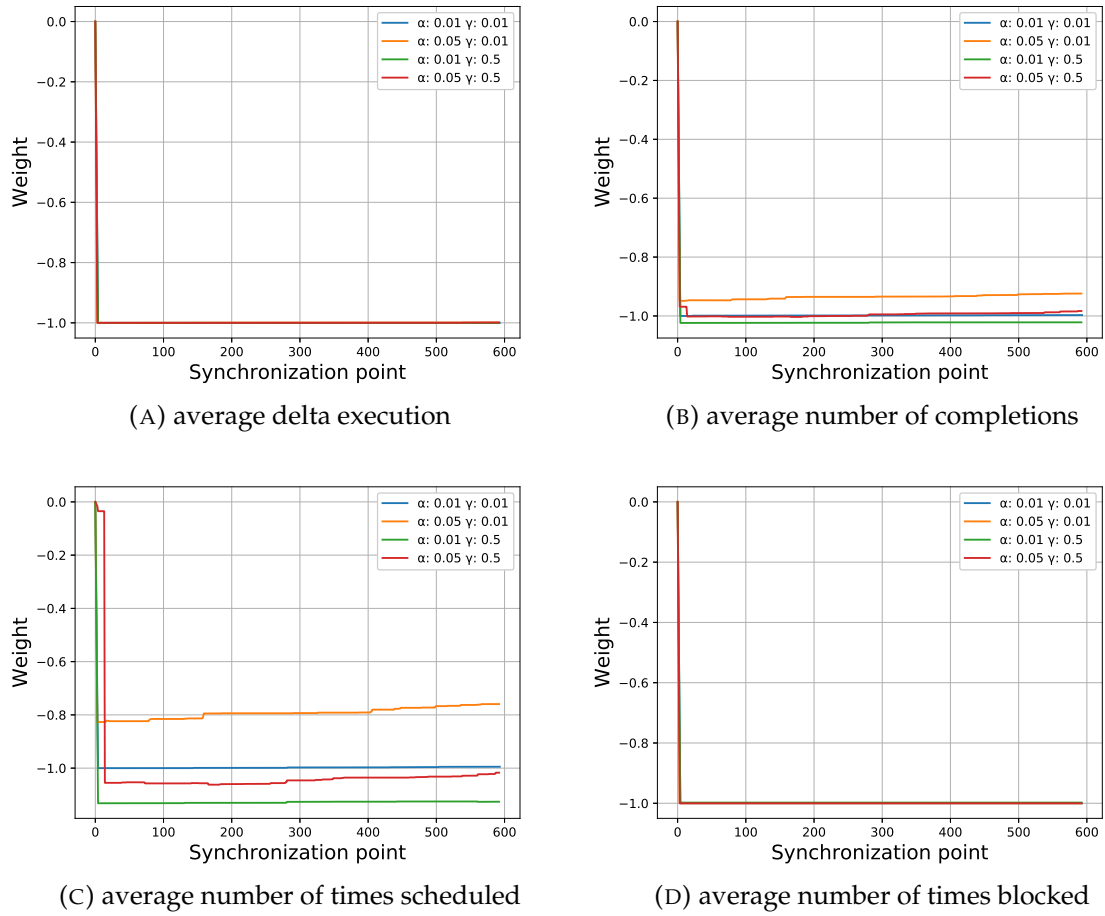 0.0
−0.2
−0.4
−0.6
−0.8
−1.0
Weight
0 100 200 300 400 500 600
Synchronization point
α: 0.01 γ: 0.01
α: 0.05 γ: 0.01
α: 0.01 γ: 0.5
α: 0.05 γ: 0.5
(A) average delta execution
0.0
−0.2
−0.4
−0.6
−0.8
−1.0
Weight
0 100 200 300 400 500 600
Synchronization point
α: 0.01 γ: 0.01
α: 0.05 γ: 0.01
α: 0.01 γ: 0.5
α: 0.05 γ: 0.5
(B) average number of completions
0.0
−0.2
−0.4
−0.6
−0.8
−1.0
Weight
0 100 200 300 400 500 600
Synchronization point
α: 0.01 γ: 0.01
α: 0.05 γ: 0.01
α: 0.01 γ: 0.5
α: 0.05 γ: 0.5
(C) average number of times scheduled
0.0
−0.2
−0.4
−0.6
−0.8
−1.0
Weight
0 100 200 300 400 500 600
Synchronization point
α: 0.01 γ: 0.01
α: 0.05 γ: 0.01
α: 0.01 γ: 0.5
α: 0.05 γ: 0.5
(D) average number of times blocked